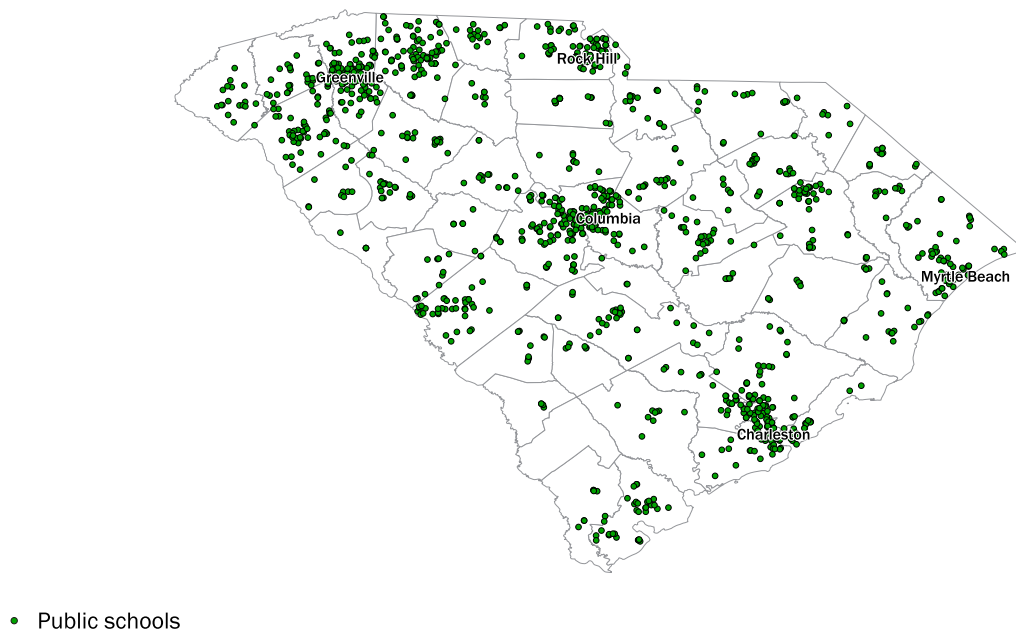 Rock Hill
Greenville
Columbia
Myrtle Beach
Charleston
Public schools